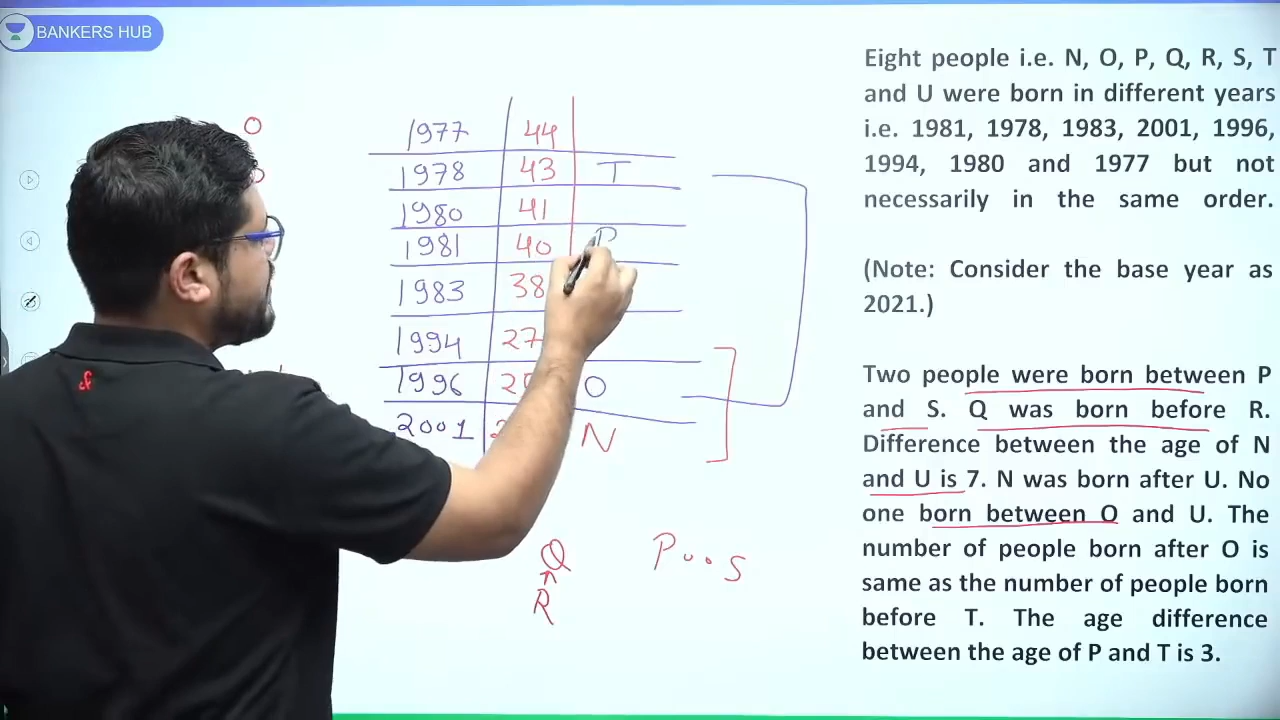 BANKERS HUB
Eight people i.e. N, O, P, Q, R, S, T
and U were born in different years
i.e. 1981, 1978, 1983, 2001, 1996,
1994, 1980 and 1977 but not
necessarily in the same order.
(Note: Consider the base year as
2021.)
Two people were born between P
and S. Q was born before R.
Difference between the age of N
and U is 7. N was born after U. No
one born between O and U. The
number of people born after O is
same as the number of people born
before T. The age difference
between the age of P and T is 3.
1977 44
1978 43 T
1980 41
1981 40 P
1983 38
1994 27
1996 O
2001 N
Q
R
P . . S